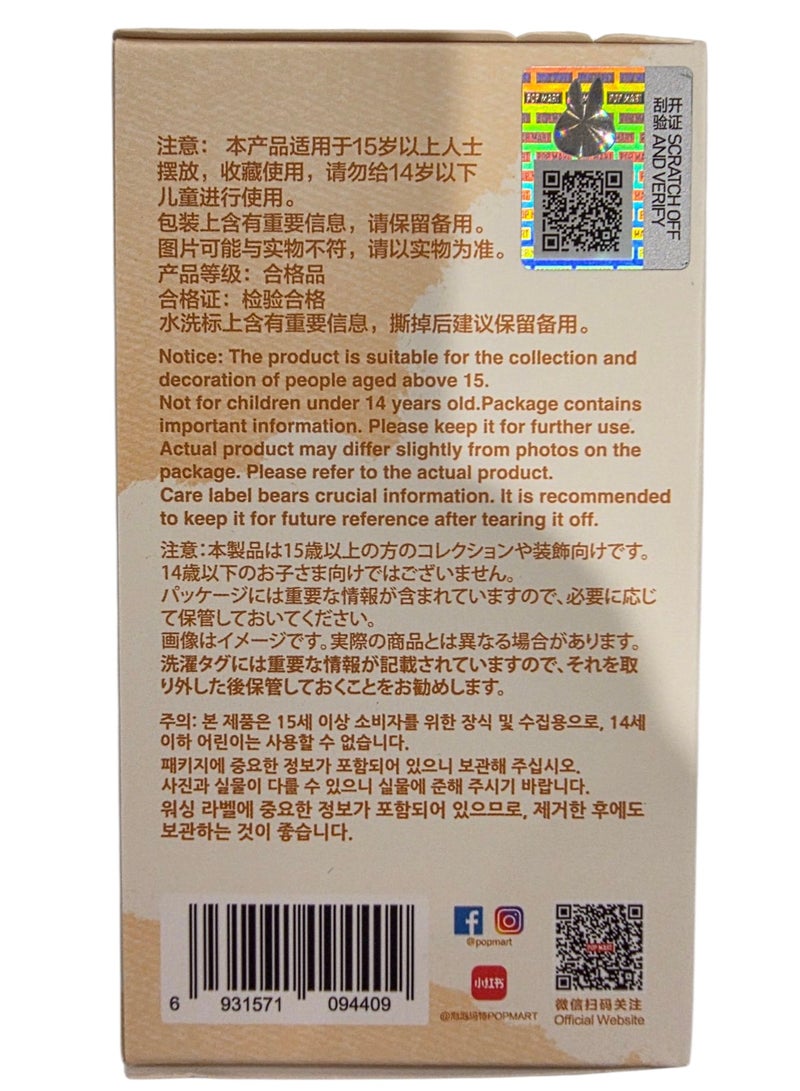 开证 SCRATCH OFF
刮验 AND VERIFY
POP MART
POP MART
注意： 本产品适用于15岁以上人士
摆放，收藏使用，请勿给14岁以下
儿童进行使用。
包装上含有重要信息，请保留备用。
图片可能与实物不符，请以实物为准。
产品等级：合格品
合格证：检验合格
水洗标上含有重要信息，撕掉后建议保留备用。
Notice: The product is suitable for the collection and
decoration of people aged above 15.
Not for children under 14 years old.Package contains
important information. Please keep it for further use.
Actual product may differ slightly from photos on the
package. Please refer to the actual product.
Care label bears crucial information. It is recommended
to keep it for future reference after tearing it off.
注意：本製品は15歳以上の方のコレクションや装飾向けです。
14歳以下のお子さま向けではございません。
パッケージには重要な情報が含まれていますので、必要に応じ
て保管しておいてください。
画像はイメージです。実際の商品とは異なる場合があります。
洗濯タグには重要な情報が記載されていますので、それを取
り外した後保管しておくことをお勧めします。
주의: 본 제품은 15세 이상 소비자를 위한 장식 및 수집용으로, 14세
이하 어린이는 사용할 수 없습니다.
패키지에 중요한 정보가 포함되어 있으니 보관해 주십시오.
사진과 실물이 다를 수 있으니 실물에 준해 주시기 바랍니다.
워싱 라벨에 중요한 정보가 포함되어 있으므로, 제거한 후에도
보관하는 것이 좋습니다.
6 931571 094409
@popmart
小红书
@泡泡玛特POPMART
POP MART
微信扫码关注
Official Website